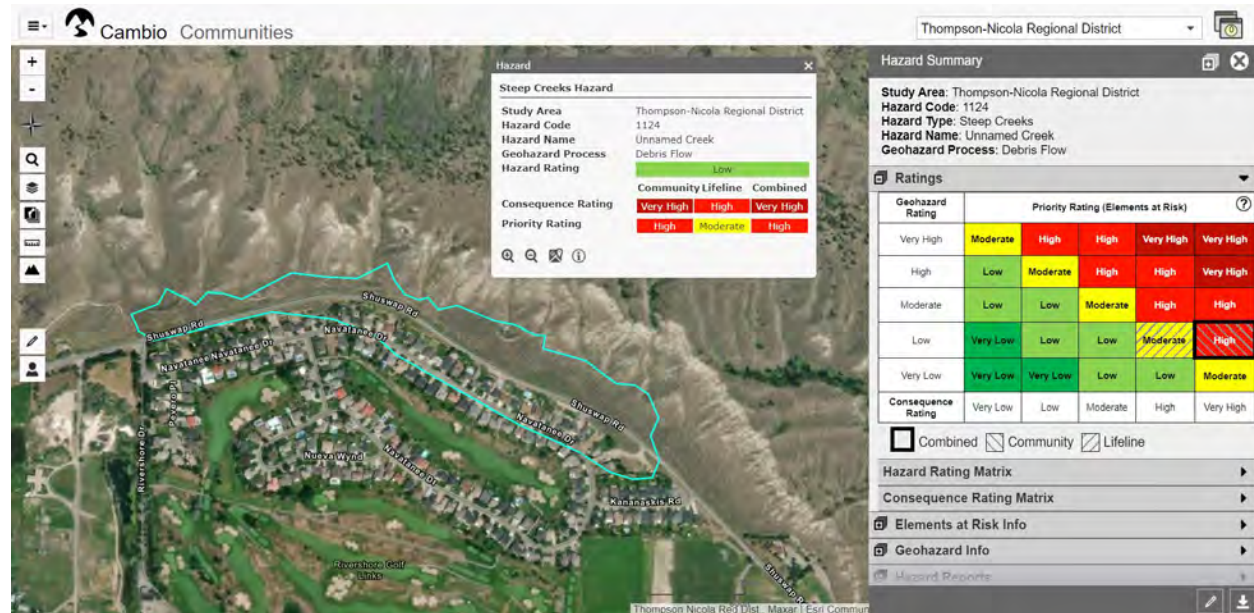 Cambio Communities
Thompson-Nicola Regional District
+
-
Hazard
Steep Creeks Hazard
Study Area Thompson-Nicola Regional District
Hazard Code 1124
Hazard Name Unnamed Creek
Geohazard Process Debris Flow
Hazard Rating Low
Community Lifeline Combined
Consequence Rating Very High High Very High
Priority Rating High Moderate High
Shuswap Rd
Shuswap Rd
Navatanee Dr
Navatanee Navatanee Dr
Shuswap Rd
Navatanee Dr
Rivershore Dr
Nueva Wynd
Navatanee Dr
Kananaskis Rd
Rivershore Golf
Links
Thompson Nicola Reg Dist, Maxar | Esri Commun
Hazard Summary
Study Area: Thompson-Nicola Regional District
Hazard Code: 1124
Hazard Type: Steep Creeks
Hazard Name: Unnamed Creek
Geohazard Process: Debris Flow
Ratings
Geohazard
Rating
Priority Rating (Elements at Risk)
?
Very High Moderate High High Very High Very High
High Low Moderate High High Very High
Moderate Low Low Moderate High High
Low Very Low Low Low Moderate High
Very Low Very Low Very Low Low Low Moderate
Consequence
Rating
Very Low Low Moderate High Very High
Combined Community Lifeline
Hazard Rating Matrix
Consequence Rating Matrix
Elements at Risk Info
Geohazard Info
Hazard Reports